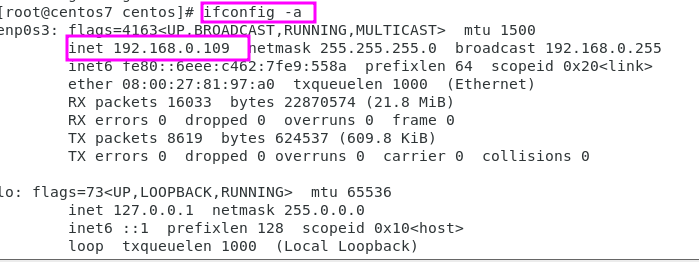 [root@centos7 centos]# ifconfig -a
enp0s3: flags=4163<UP,BROADCAST,RUNNING,MULTICAST>  mtu 1500
inet 192.168.0.109  netmask 255.255.255.0  broadcast 192.168.0.255
inet6 fe80::6eee:c462:7fe9:558a  prefixlen 64  scopeid 0x20<link>
ether 08:00:27:81:97:a0  txqueuelen 1000  (Ethernet)
RX packets 16033  bytes 22870574 (21.8 MiB)
RX errors 0  dropped 0  overruns 0  frame 0
TX packets 8619  bytes 624537 (609.8 KiB)
TX errors 0  dropped 0 overruns 0  carrier 0  collisions 0
lo: flags=73<UP,LOOPBACK,RUNNING>  mtu 65536
inet 127.0.0.1  netmask 255.0.0.0
inet6 ::1  prefixlen 128  scopeid 0x10<host>
loop  txqueuelen 1000  (Local Loopback)